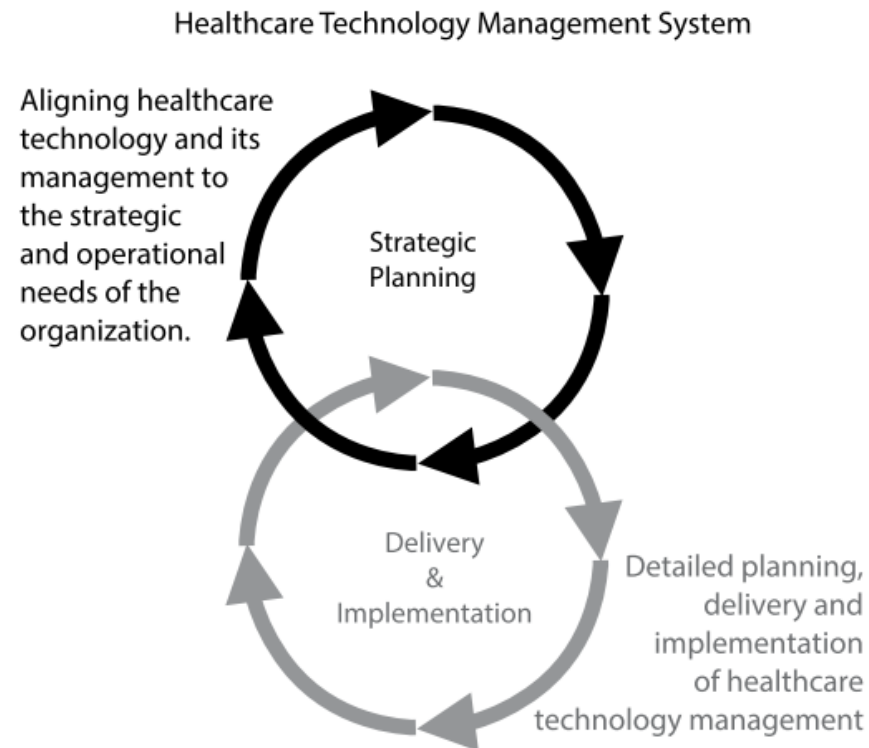 Healthcare Technology Management System
Aligning healthcare
technology and its
management to
the strategic
and operational
needs of the
organization.
Strategic
Planning
Delivery
&
Implementation
Detailed planning,
delivery and
implementation
of healthcare
technology management